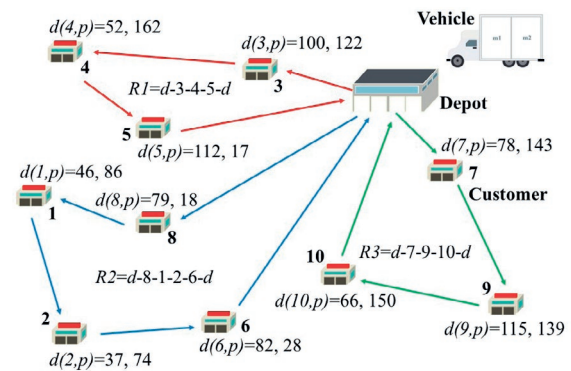 d(4,p)=52, 162
Vehicle
m1 m2
d(3,p)=100, 122
4
R1=d-3-4-5-d
3
Depot
5
d(5,p)=112, 17
d(7,p)=78, 143
d(1,p)=46, 86
7
d(8,p)=79, 18
Customer
1
8
10
R3=d-7-9-10-d
R2=d-8-1-2-6-d
9
2
6
d(10,p)=66, 150
d(9,p)=115, 139
d(6,p)=82, 28
d(2,p)=37, 74